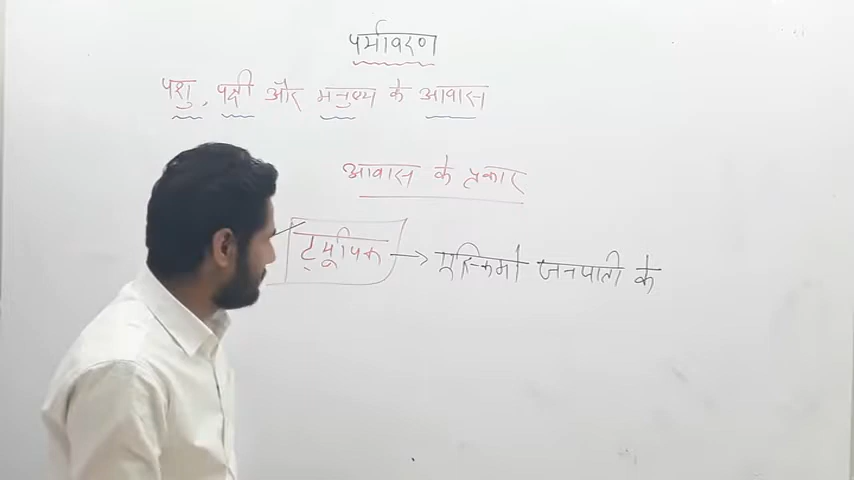 पर्यावरण
पशु, पक्षी और मनुष्य के आवास
आवास के प्रकार
ट्यूपिक → एस्किमो जनजाति के